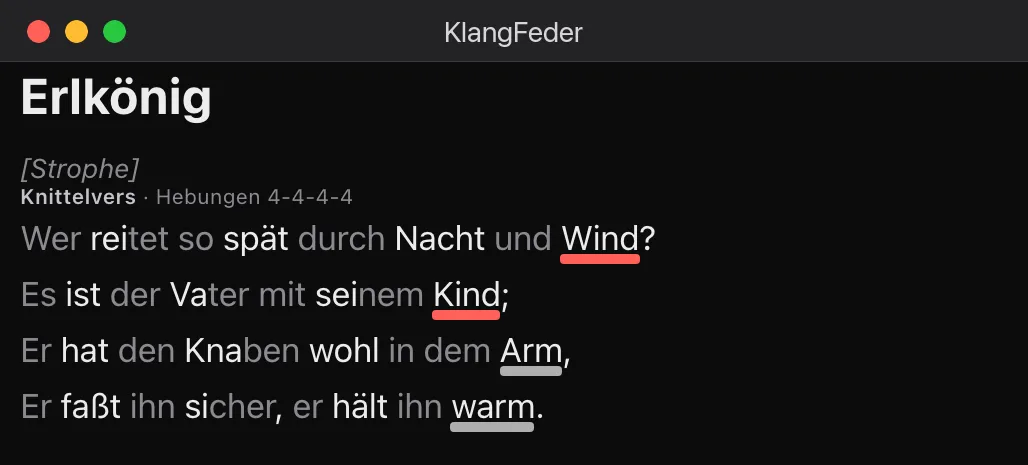 KlangFeder
Erlkönig
[Strophe]
Knittelvers · Hebungen 4-4-4-4
Wer reitet so spät durch Nacht und Wind?
Es ist der Vater mit seinem Kind;
Er hat den Knaben wohl in dem Arm,
Er faßt ihn sicher, er hält ihn warm.